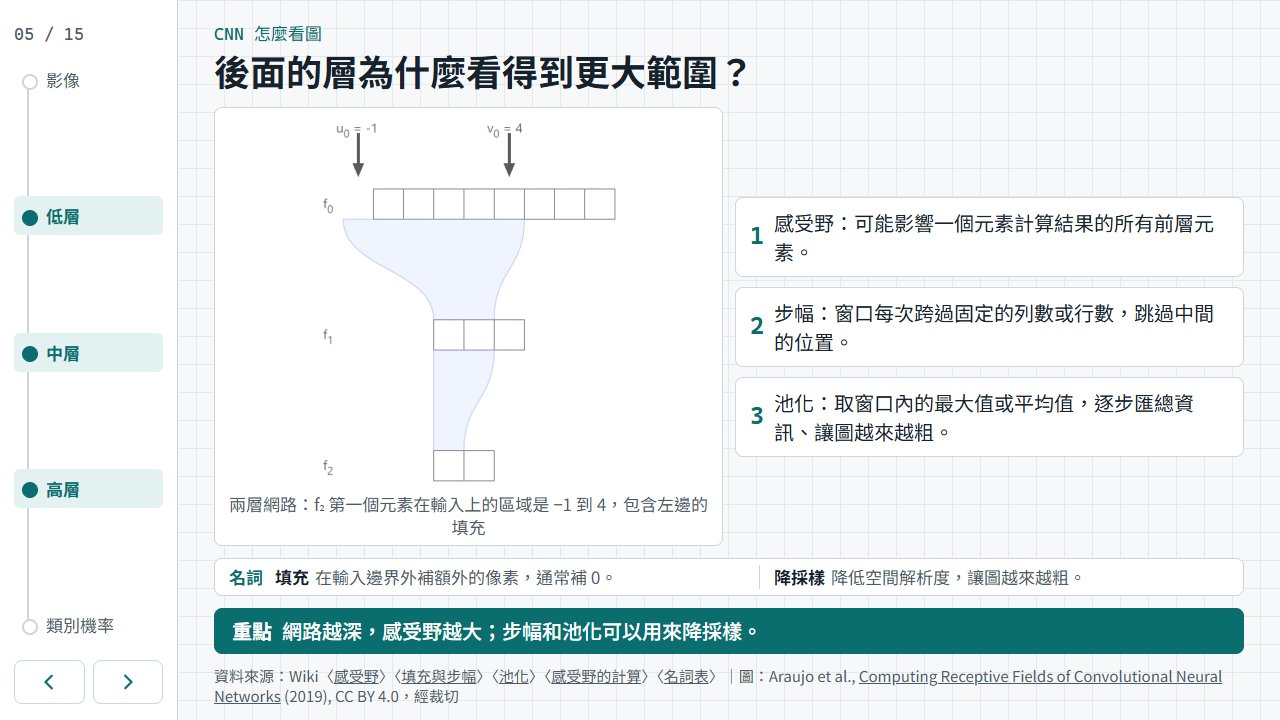 05 / 15
影像
低層
中層
高層
類別機率
CNN 怎麼看圖
後面的層為什麼看得到更大範圍？
u₀ = -1
v₀ = 4
f₀
f₁
f₂
兩層網路：f₂ 第一個元素在輸入上的區域是 −1 到 4，包含左邊的
填充
1 感受野：可能影響一個元素計算結果的所有前層元
素。
2 步幅：窗口每次跨過固定的列數或行數，跳過中間
的位置。
3 池化：取窗口內的最大值或平均值，逐步匯總資
訊、讓圖越來越粗。
名詞 填充 在輸入邊界外補額外的像素，通常補 0。
降採樣 降低空間解析度，讓圖越來越粗。
重點 網路越深，感受野越大；步幅和池化可以用來降採樣。
資料來源：Wiki〈感受野〉〈填充與步幅〉〈池化〉〈感受野的計算〉〈名詞表〉｜圖：Araujo et al., Computing Receptive Fields of Convolutional Neural
Networks (2019), CC BY 4.0，經裁切